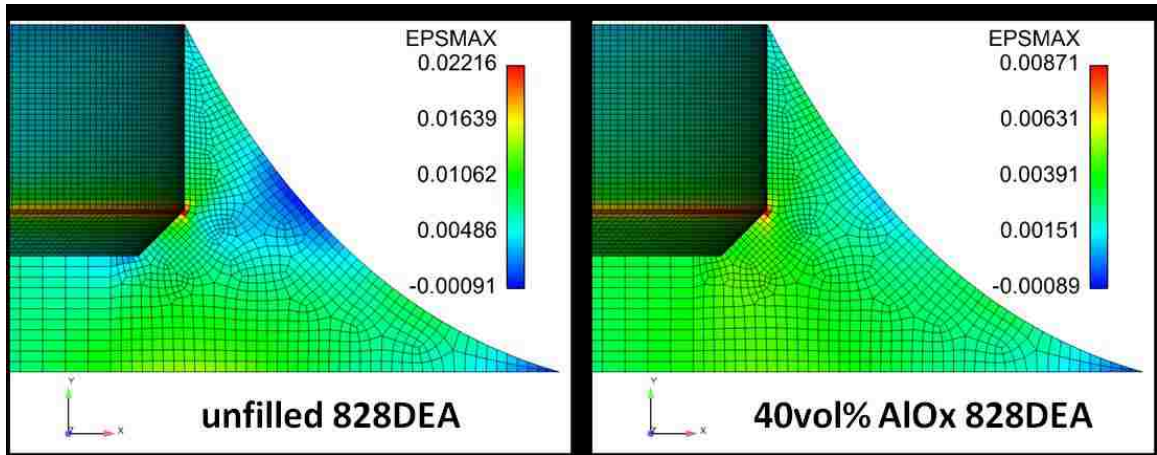 EPSMAX
0.02216
0.01639
0.01062
0.00486
-0.00091
Y
Z
X
unfilled 828DEA
EPSMAX
0.00871
0.00631
0.00391
0.00151
-0.00089
Y
Z
X
40vol% AlOx 828DEA